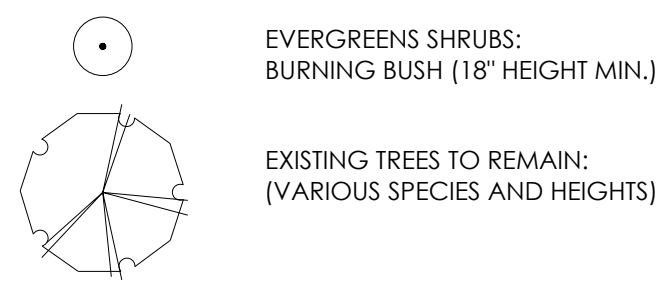 EVERGREENS SHRUBS:
BURNING BUSH (18" HEIGHT MIN.)
EXISTING TREES TO REMAIN:
(VARIOUS SPECIES AND HEIGHTS)